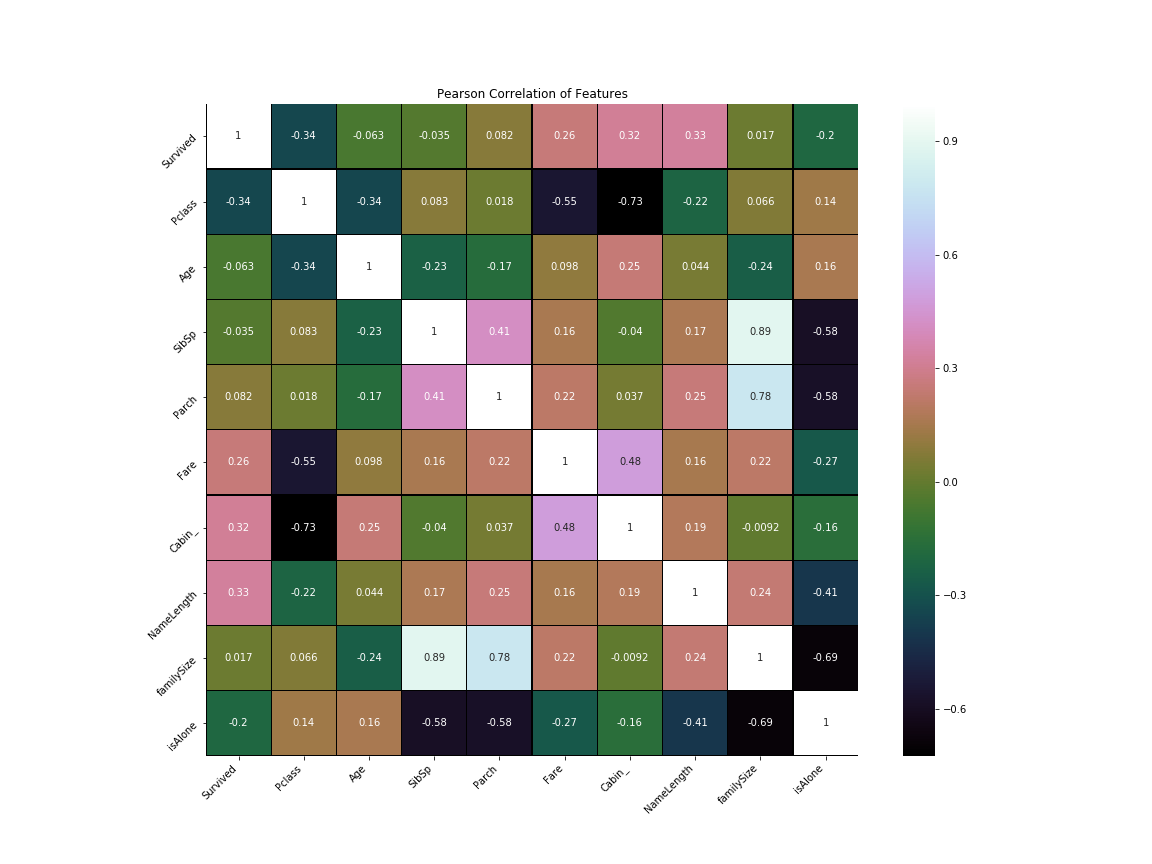 Pearson Correlation of Features
Survived 1 -0.34 -0.063 -0.035 0.082 0.26 0.32 0.33 0.017 -0.2
Pclass -0.34 1 -0.34 0.083 0.018 -0.55 -0.73 -0.22 0.066 0.14
Age -0.063 -0.34 1 -0.23 -0.17 0.098 0.25 0.044 -0.24 0.16
SibSp -0.035 0.083 -0.23 1 0.41 0.16 -0.04 0.17 0.89 -0.58
Parch 0.082 0.018 -0.17 0.41 1 0.22 0.037 0.25 0.78 -0.58
Fare 0.26 -0.55 0.098 0.16 0.22 1 0.48 0.16 0.22 -0.27
Cabin_ 0.32 -0.73 0.25 -0.04 0.037 0.48 1 0.19 -0.0092 -0.16
NameLength 0.33 -0.22 0.044 0.17 0.25 0.16 0.19 1 0.24 -0.41
familySize 0.017 0.066 -0.24 0.89 0.78 0.22 -0.0092 0.24 1 -0.69
isAlone -0.2 0.14 0.16 -0.58 -0.58 -0.27 -0.16 -0.41 -0.69 1
Survived Pclass Age SibSp Parch Fare Cabin_ NameLength familySize isAlone
0.9
0.6
0.3
0.0
−0.3
−0.6